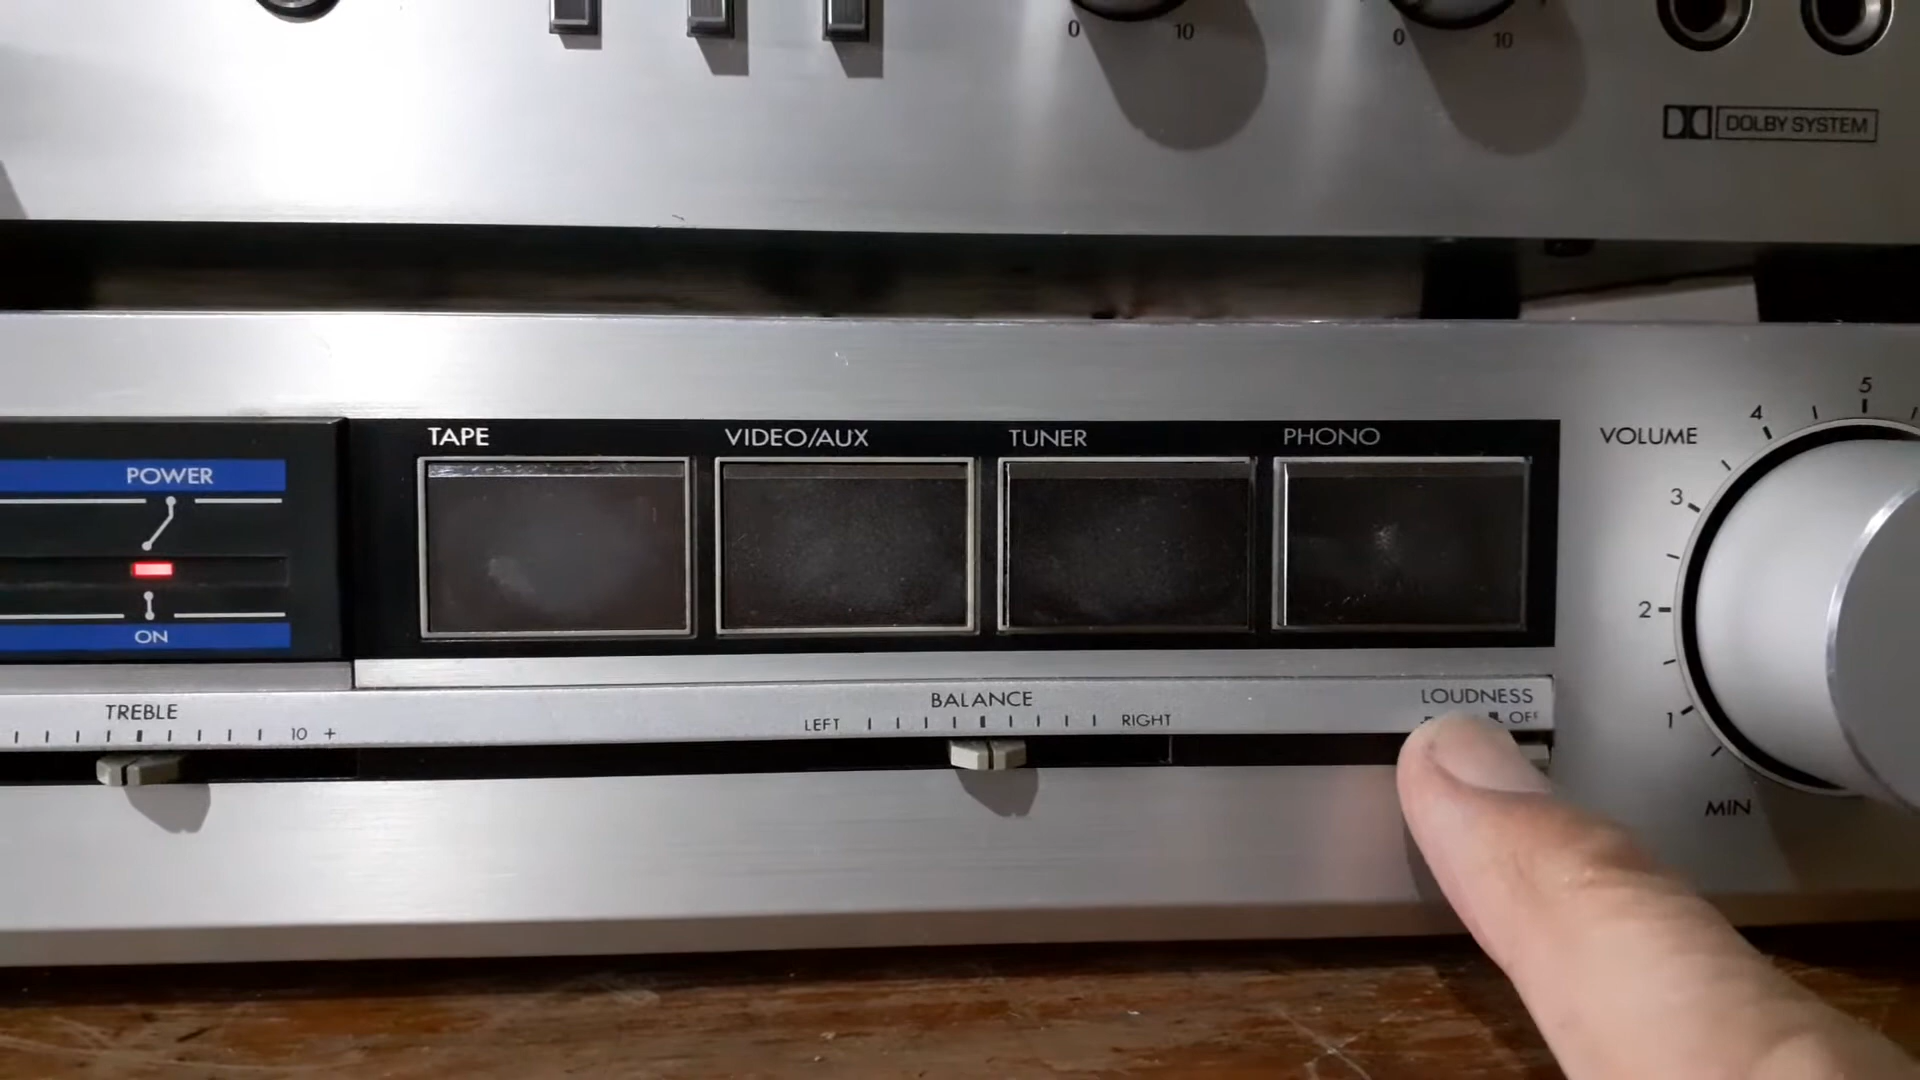 0 10
0 10
DOLBY SYSTEM
TAPE
VIDEO/AUX
TUNER
PHONO
VOLUME
5
4
3
2
1
MIN
POWER
ON
TREBLE
10 +
BALANCE
LEFT
RIGHT
LOUDNESS
OFF